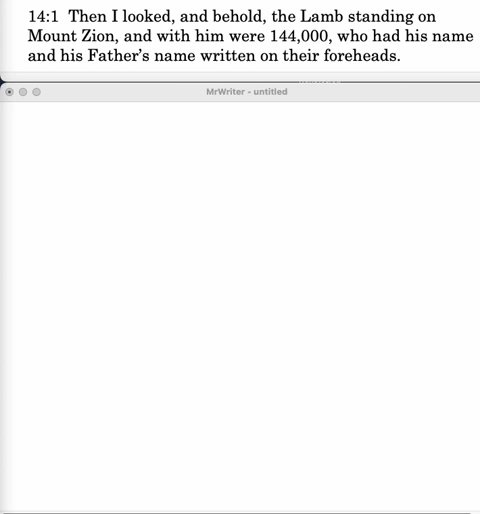 14:1 Then I looked, and behold, the Lamb standing on
Mount Zion, and with him were 144,000, who had his name
and his Father’s name written on their foreheads.
MrWriter - untitled